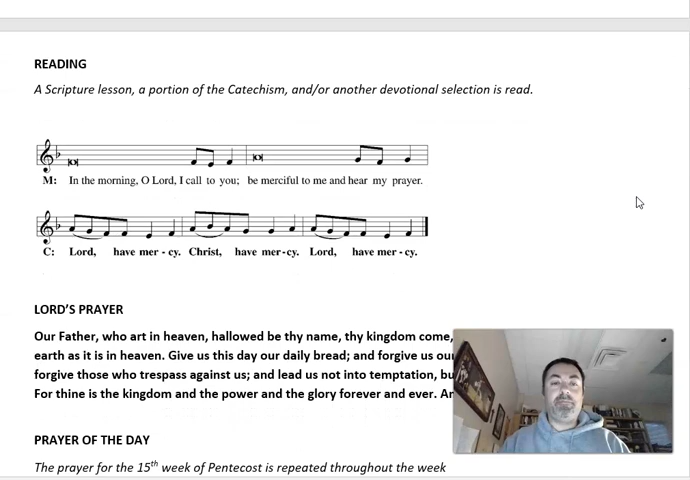 READING
A Scripture lesson, a portion of the Catechism, and/or another devotional selection is read.
M: In the morning, O Lord, I call to you; be merciful to me and hear my prayer.
C: Lord, have mer - cy. Christ, have mer-cy. Lord, have mer - cy.
LORD'S PRAYER
Our Father, who art in heaven, hallowed be thy name, thy kingdom come,
earth as it is in heaven. Give us this day our daily bread; and forgive us our
forgive those who trespass against us; and lead us not into temptation, bu
For thine is the kingdom and the power and the glory forever and ever.
PRAYER OF THE DAY
The prayer for the 15th week of Pentecost is repeated throughout the week